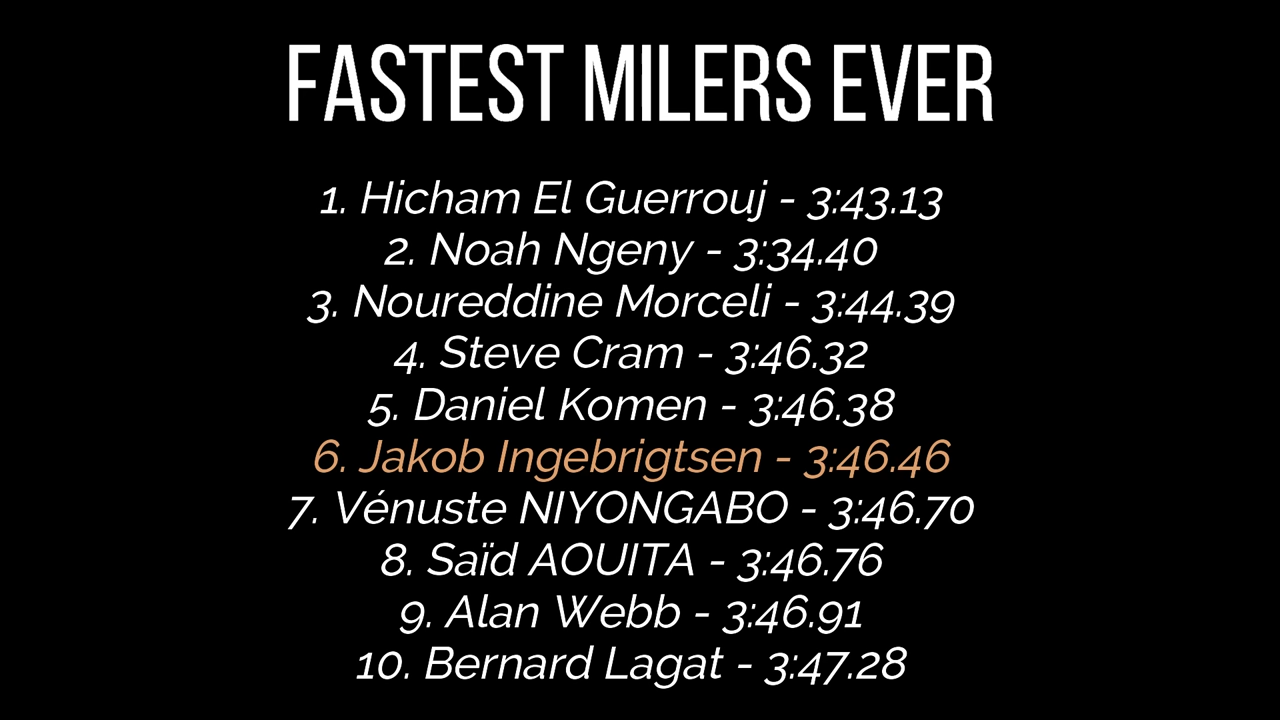 FASTEST MILERS EVER
1. Hicham El Guerrouj - 3:43.13
2. Noah Ngeny - 3:34.40
3. Noureddine Morceli - 3:44.39
4. Steve Cram - 3:46.32
5. Daniel Komen - 3:46.38
6. Jakob Ingebrigtsen - 3:46.46
7. Vénuste NIYONGABO - 3:46.70
8. Saïd AOUITA - 3:46.76
9. Alan Webb - 3:46.91
10. Bernard Lagat - 3:47.28